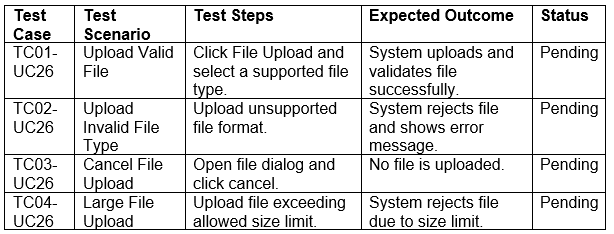 Test Case Test Scenario Test Steps Expected Outcome Status
TC01-UC26 Upload Valid File Click File Upload and select a supported file type. System uploads and validates file successfully. Pending
TC02-UC26 Upload Invalid File Type Upload unsupported file format. System rejects file and shows error message. Pending
TC03-UC26 Cancel File Upload Open file dialog and click cancel. No file is uploaded. Pending
TC04-UC26 Large File Upload Upload file exceeding allowed size limit. System rejects file due to size limit. Pending